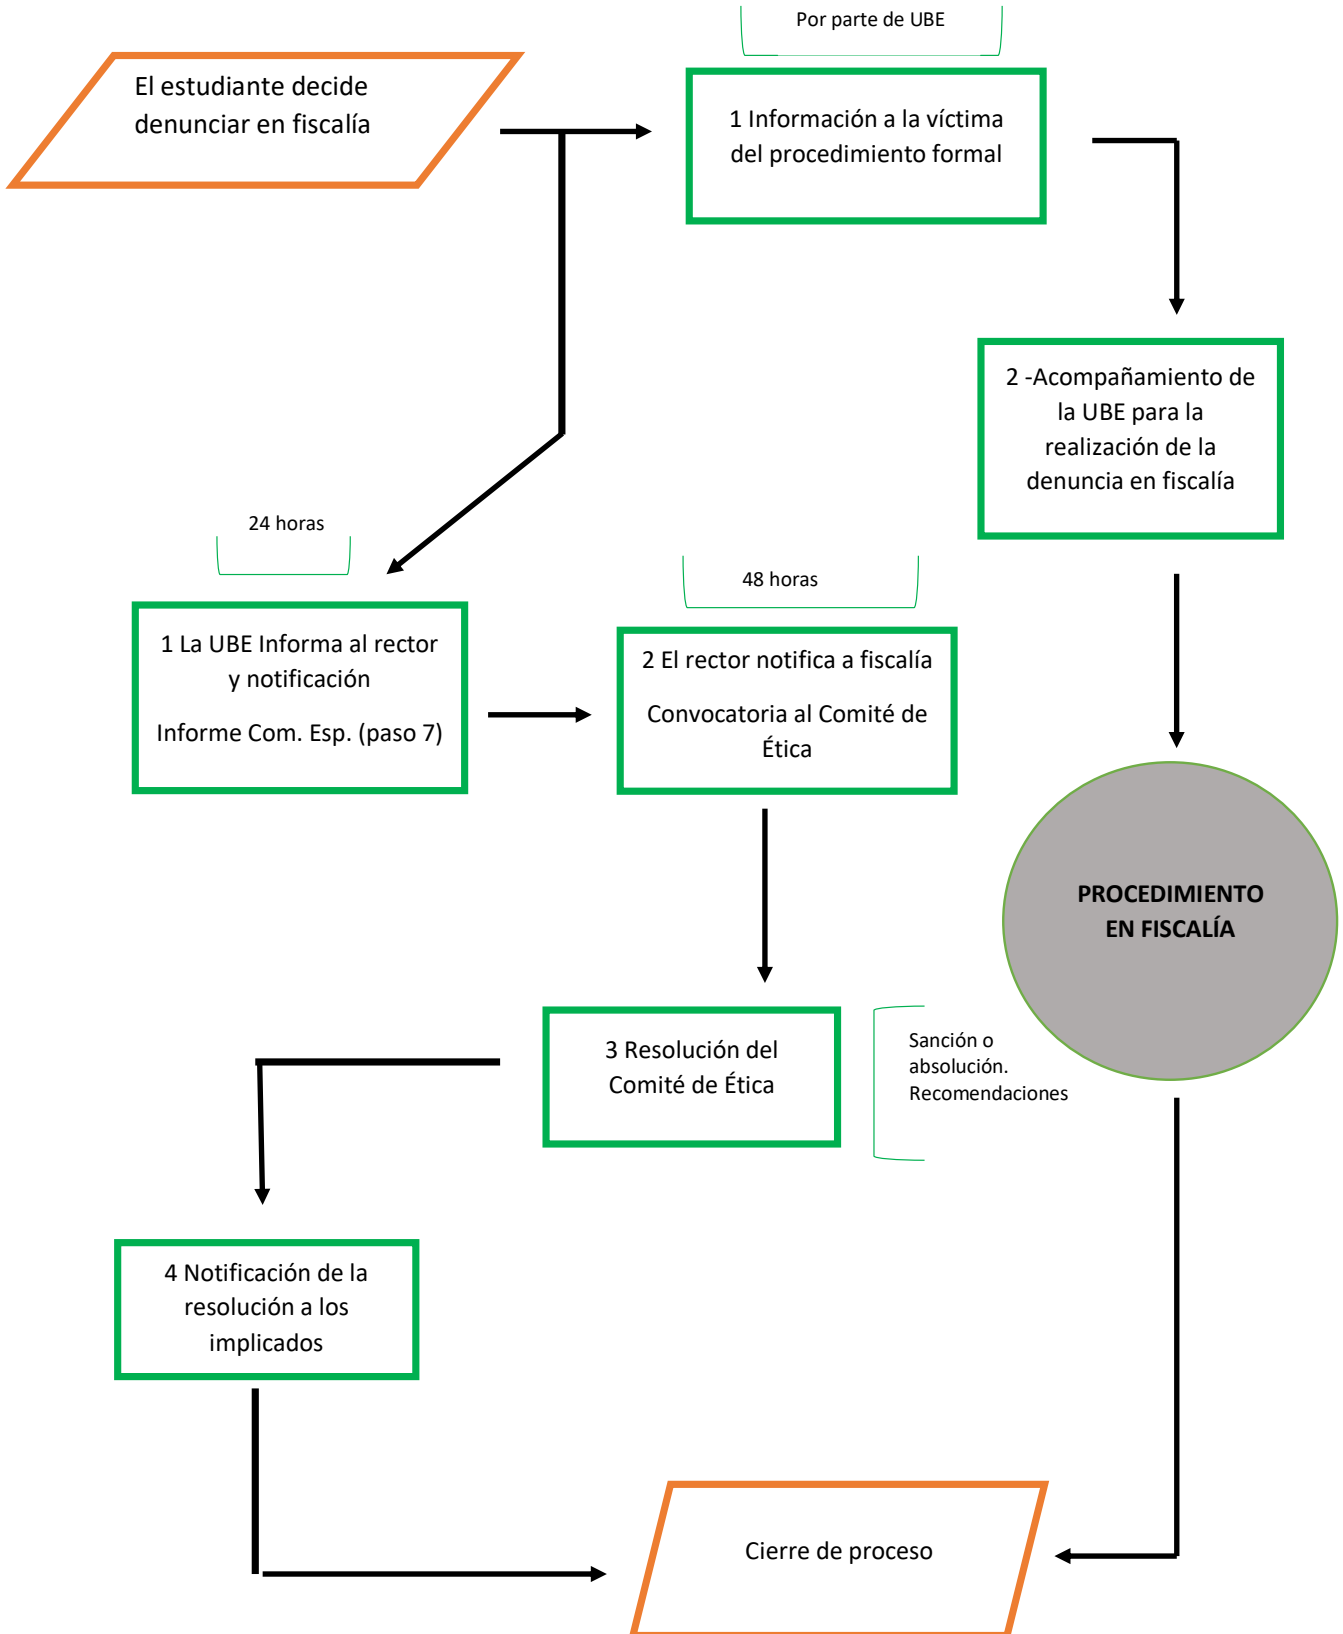 Por parte de UBE
El estudiante decide
denunciar en fiscalía
1 Información a la víctima
del procedimiento formal
2 -Acompañamiento de
la UBE para la
realización de la
denuncia en fiscalía
24 horas
48 horas
1 La UBE Informa al rector
y notificación
Informe Com. Esp. (paso 7)
2 El rector notifica a fiscalía
Convocatoria al Comité de
Ética
PROCEDIMIENTO
EN FISCALÍA
3 Resolución del
Comité de Ética
Sanción o
absolución.
Recomendaciones
4 Notificación de la
resolución a los
implicados
Cierre de proceso